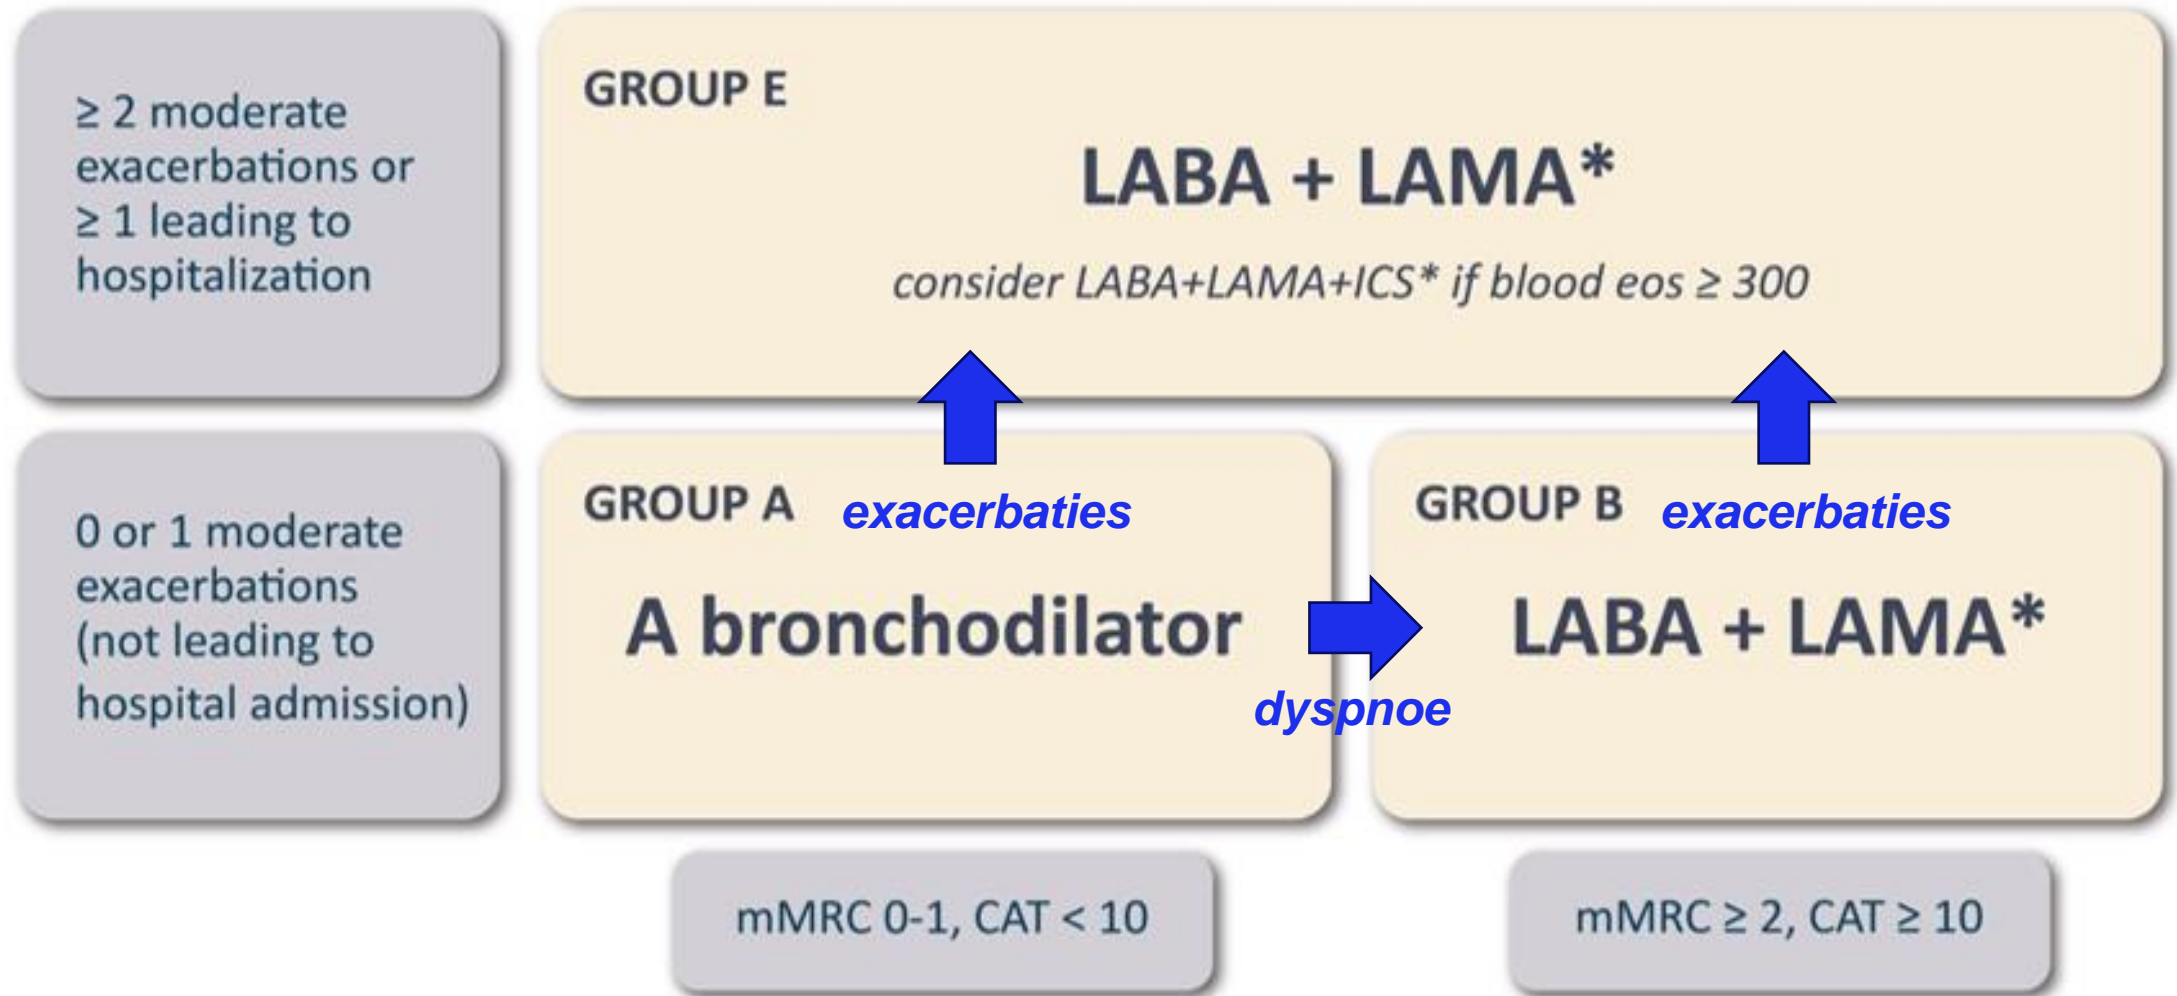 ≥ 2 moderate
exacerbations or
≥ 1 leading to
hospitalization
GROUP E
LABA + LAMA*
consider LABA+LAMA+ICS* if blood eos ≥ 300
0 or 1 moderate
exacerbations
(not leading to
hospital admission)
GROUP A
exacerbaties
A bronchodilator
dyspnoe
GROUP B
exacerbaties
LABA + LAMA*
mMRC 0-1, CAT < 10
mMRC ≥ 2, CAT ≥ 10